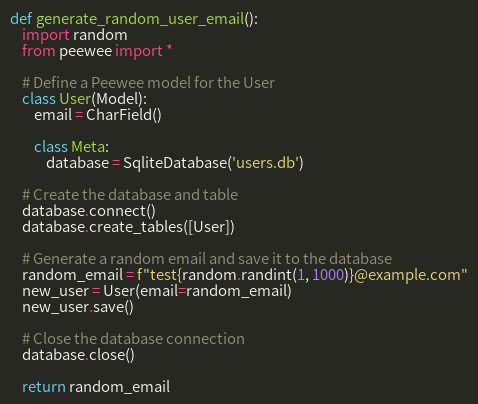 def generate_random_user_email():
    import random
    from peewee import *

    # Define a Peewee model for the User
    class User(Model):
        email = CharField()

        class Meta:
            database = SqliteDatabase('users.db')

    # Create the database and table
    database.connect()
    database.create_tables([User])

    # Generate a random email and save it to the database
    random_email = f"test{random.randint(1, 1000)}@example.com"
    new_user = User(email=random_email)
    new_user.save()

    # Close the database connection
    database.close()

    return random_email